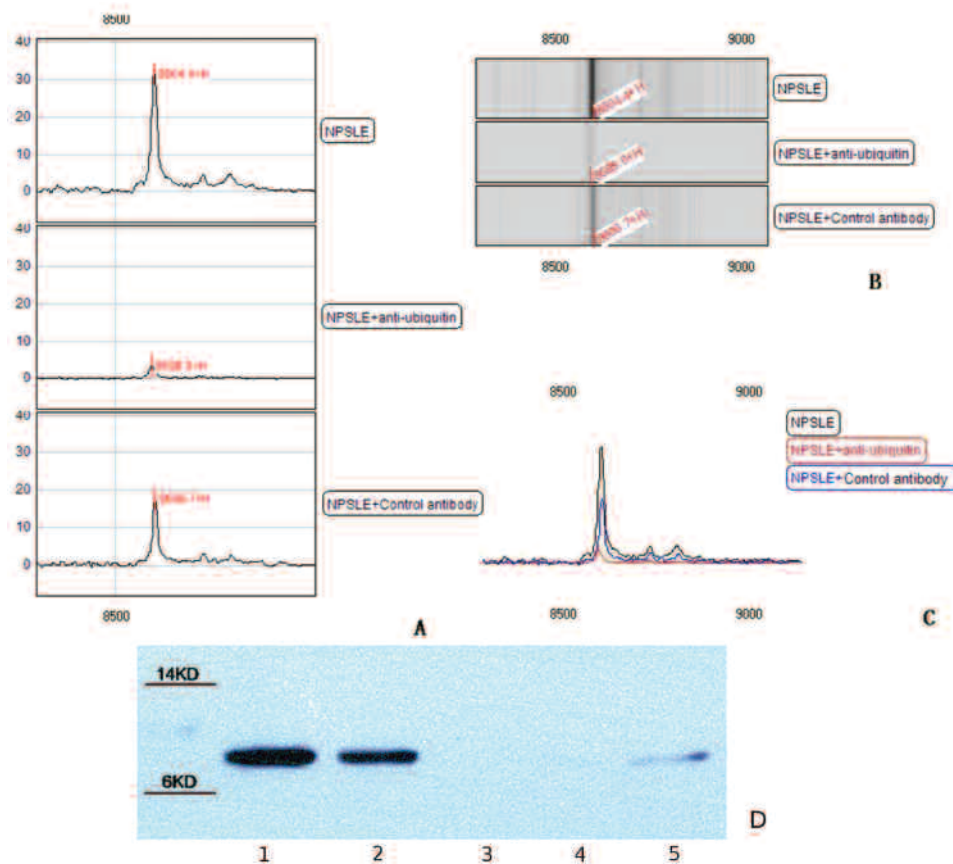 8500
40
30
20
10
0
NPSLE
40
30
20
10
0
NPSLE+anti-ubiquitin
40
30
20
10
0
NPSLE+Control antibody
8500
A
8500 9000
NPSLE
NPSLE+anti-ubiquitin
NPSLE+Control antibody
8500 9000
B
8500 9000
NPSLE
NPSLE+anti-ubiquitin
NPSLE+Control antibody
8500 9000
C
14KD
6KD
D
1 2 3 4 5